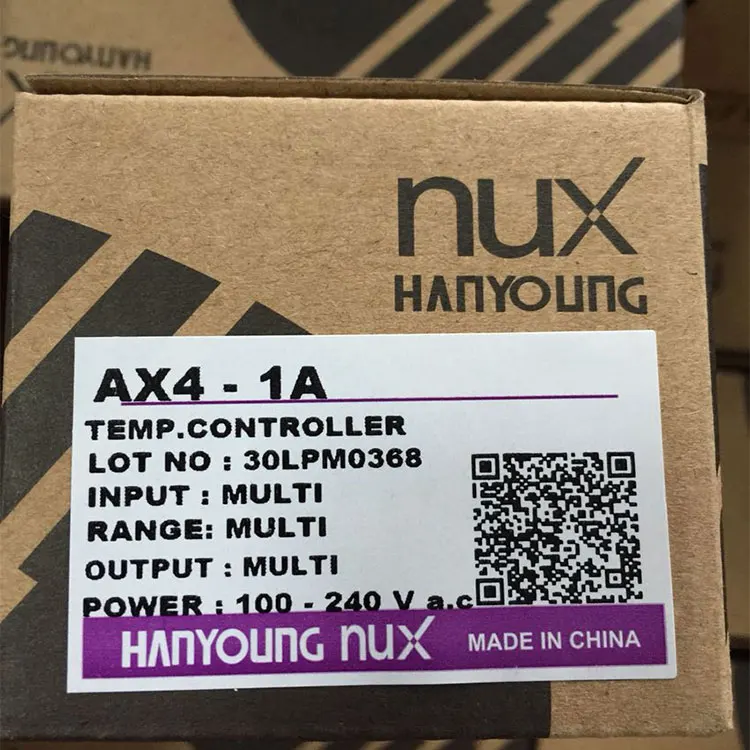 HANYOUNG
nux
HANYOUNG
AX4 - 1A
TEMP.CONTROLLER
LOT NO : 30LPM0368
INPUT : MULTI
RANGE: MULTI
OUTPUT : MULTI
POWER : 100 - 240 V a.c
HANYOUNG nux MADE IN CHINA